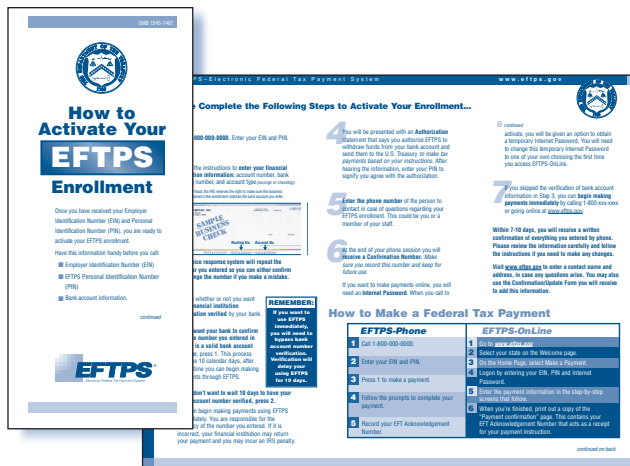 OMB 1545-1467
How to
Activate Your
EFTPS
Enrollment
Once you have received your Employer
Identification Number (EIN) and Personal
Identification Number (PIN), you are ready to
activate your EFTPS enrollment.
Have this information handy before you call
Employer Identification Number (EIN)
EFTPS Personal Identification Number
(PIN)
Bank account information.
continued
EFTPS®
Electronic Federal Tax Payment System
PS–Electronic Federal Tax Payment System
www.eftps.gov
Complete the Following Steps to Activate Your Enrollment...
800-000-0000. Enter your EIN and PIN.
the instructions to enter your financial
tion information: account number, bank
number, and account type (savings or checking).
SAMPLE
BUSINESS
CHECK
Routing No. Account No.
ice response system will repeat the
er you entered so you can either confirm
nge the number if you make a mistake.
whether or not you want
nancial institution
ation verified by your bank.
want your bank to confirm
e number you entered in
is a valid bank account
r, press 1. This process
e 10 calendar days, after
time you can begin making
nts through EFTPS.
don't want to wait 10 days to have your
ccount number verified, press 2.
n begin making payments using EFTPS
iately. You are responsible for the
cy of the number you entered. If it is
incorrect, your financial institution may return
your payment and you may incur an IRS penalty.
REMEMBER:
If you want to
use EFTPS
immediately,
you will need to
bypass bank
account number
verification.
Verification will
delay your
using EFTPS
for 10 days.
4
You will be presented with an Authorization
statement that says you authorize EFTPS to
withdraw funds from your bank account and
send them to the U.S. Treasury to make tax
payments based on your instructions. After
hearing the information, enter your PIN to
signify you agree with the authorization.
5
Enter the phone number of the person to
contact in case of questions regarding your
EFTPS enrollment. This could be you or a
member of your staff.
6
At the end of your phone session you will
receive a Confirmation Number. Make
sure you record this number and keep for
future use.
If you want to make payments online, you will
need an Internet Password. When you call to
6 continued
activate, you will be given an option to obtain
a temporary Internet Password. You will need
to change this temporary Internet Password
to one of your own choosing the first time
you access EFTPS-OnLine.
7
If you skipped the verification of bank account
information in Step 3, you can begin making
payments immediately by calling 1-800-xxx-xxxx
or going online at www.eftps.gov.
Within 7-10 days, you will receive a written
confirmation of everything you entered by phone.
Please review the information carefully and follow
the instructions if you need to make any changes.
Visit www.eftps.gov to enter a contact name and
address, in case any questions arise. You may also
use the Confirmation/Update Form you will receive
to add this information.
How to Make a Federal Tax Payment
EFTPS-Phone
1 Call 1-800-000-0000.
2 Enter your EIN and PIN.
3 Press 1 to make a payment.
4 Follow the prompts to complete your
payment.
5 Record your EFT Acknowledgment
Number.
EFTPS-OnLine
1 Go to www.eftps.gov
2 Select your state on the Welcome page.
3 On the Home Page, select Make a Payment.
4 Logon by entering your EIN, PIN and Internet
Password.
5 Enter the payment information in the step-by-step
screens that follow.
6 When you're finished, print out a copy of the
"Payment confirmation" page. This contains your
EFT Acknowledgment Number that acts as a receipt
for your payment instruction.
continued on back